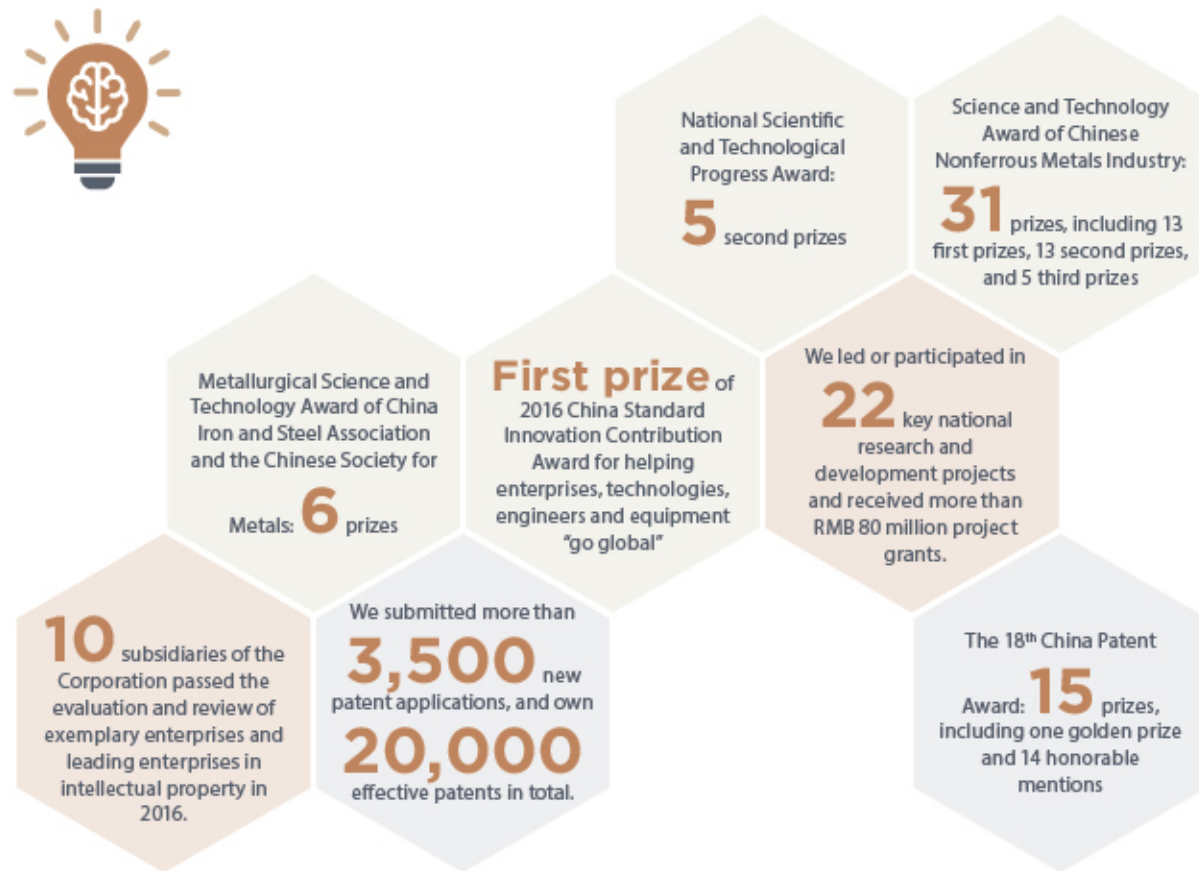 National Scientific
and Technological
Progress Award:
5 second prizes
Science and Technology
Award of Chinese
Nonferrous Metals Industry:
31 prizes, including 13
first prizes, 13 second prizes,
and 5 third prizes
Metallurgical Science and
Technology Award of China
Iron and Steel Association
and the Chinese Society for
Metals: 6 prizes
First prize of
2016 China Standard
Innovation Contribution
Award for helping
enterprises, technologies,
engineers and equipment
“go global”
We led or participated in
22 key national
research and
development projects
and received more than
RMB 80 million project
grants.
10 subsidiaries of the
Corporation passed the
evaluation and review of
exemplary enterprises and
leading enterprises in
intellectual property in
2016.
We submitted more than
3,500 new
patent applications, and own
20,000
effective patents in total.
The 18th China Patent
Award: 15 prizes,
including one golden prize
and 14 honorable
mentions